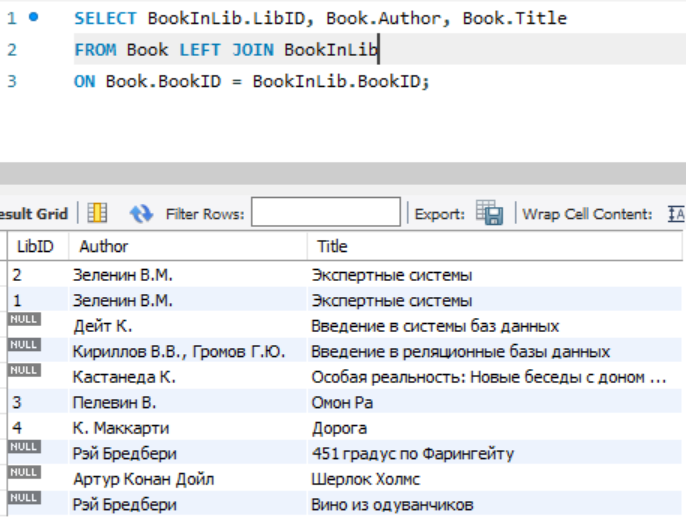 1 SELECT BookInLib.LibID, Book.Author, Book.Title
2 FROM Book LEFT JOIN BookInLib
3 ON Book.BookID = BookInLib.BookID;
esult Grid Filter Rows: Export: Wrap Cell Content: IA
LibID Author Title
2 Зеленин В.М. Экспертные системы
1 Зеленин В.М. Экспертные системы
NULL Дейт К. Введение в системы баз данных
NULL Кириллов В.В., Громов Г.Ю. Введение в реляционные базы данных
NULL Кастанеда К. Особая реальность: Новые беседы с доном ...
3 Пелевин В. Омон Ра
4 К. Маккарти Дорога
NULL Рэй Бредбери 451 градус по Фарингейту
NULL Артур Конан Дойл Шерлок Холмс
NULL Рэй Бредбери Вино из одуванчиков